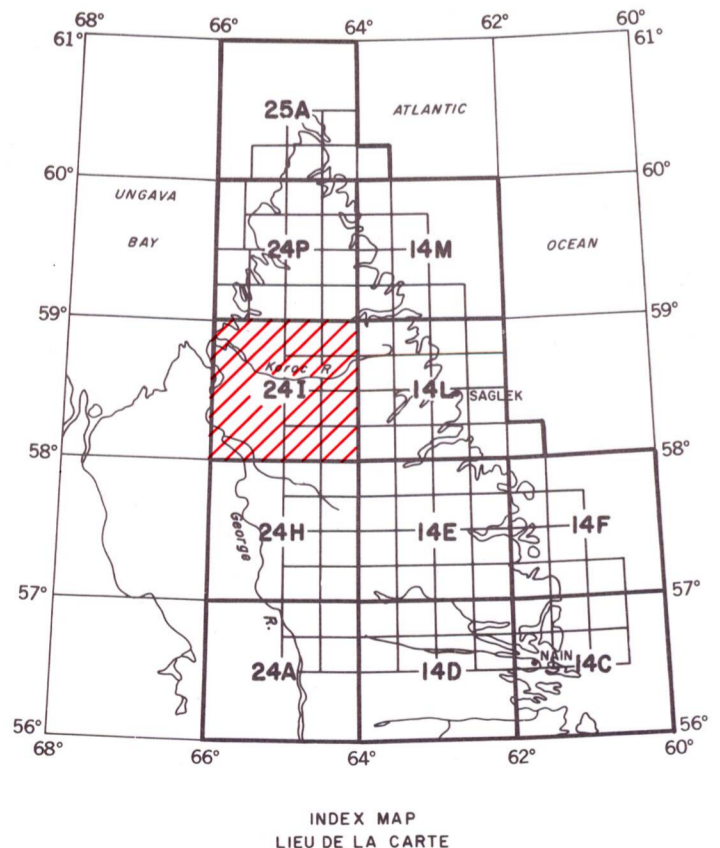 68° 66° 64° 62° 60°
61° 61°
25A ATLANTIC
60° 60°
UNGAVA
BAY 24P 14M OCEAN
59° 59°
Koroc R
24I 14L SAGLEK
58° 58°
George 24H 14E 14F
57° 57°
R.
24A 14D NAIN 14C
56° 56°
68° 66° 64° 62° 60°
INDEX MAP
LIEU DE LA CARTE